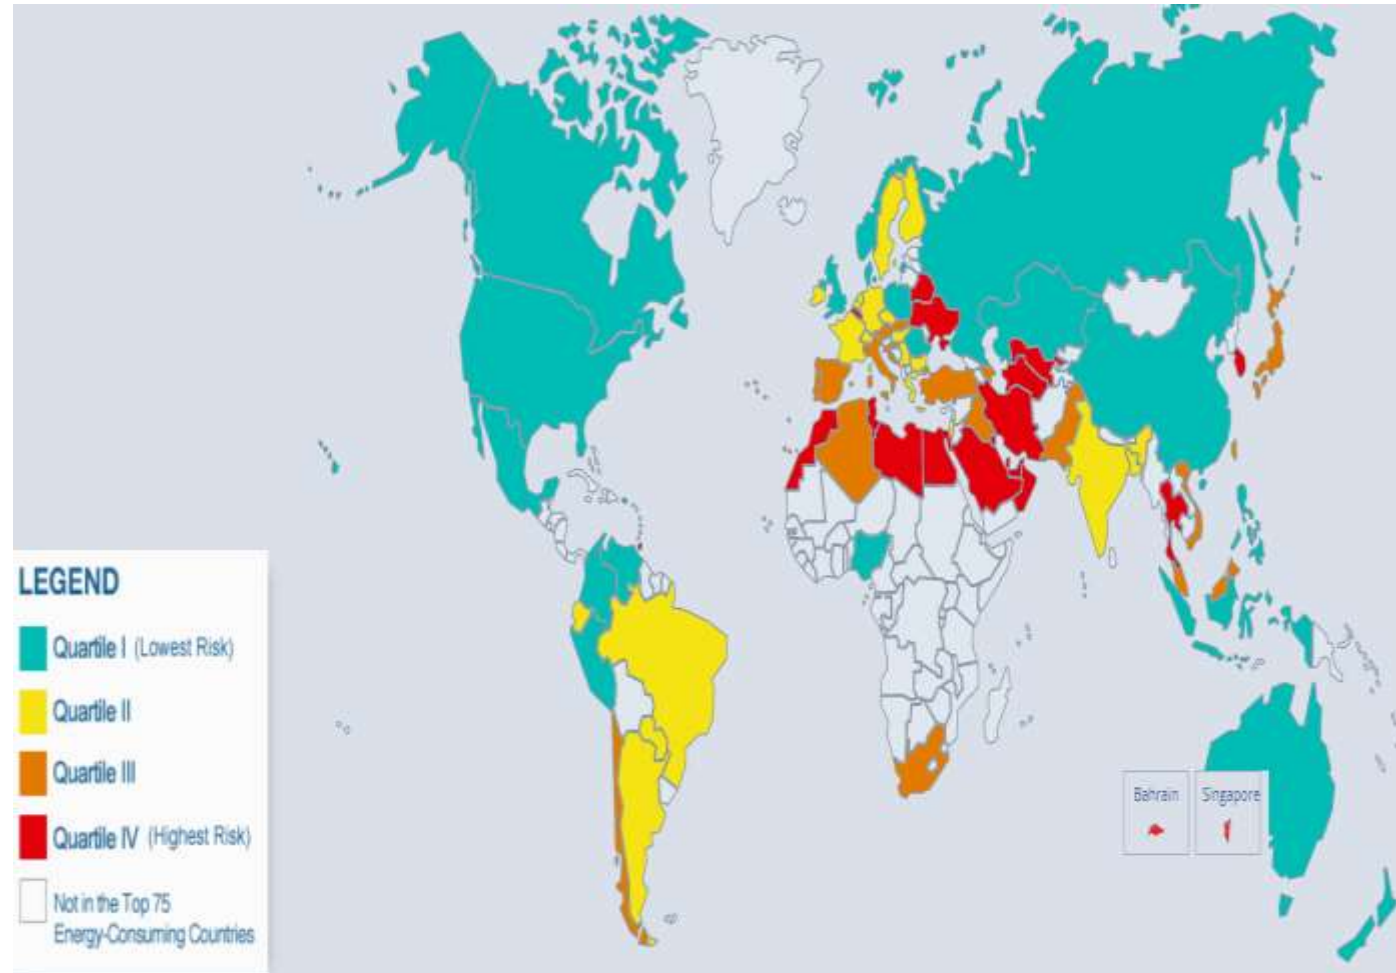 LEGEND
Quartile I (Lowest Risk)
Quartile II
Quartile III
Quartile IV (Highest Risk)
Not in the Top 75
Energy-Consuming Countries
Bahrain
Singapore